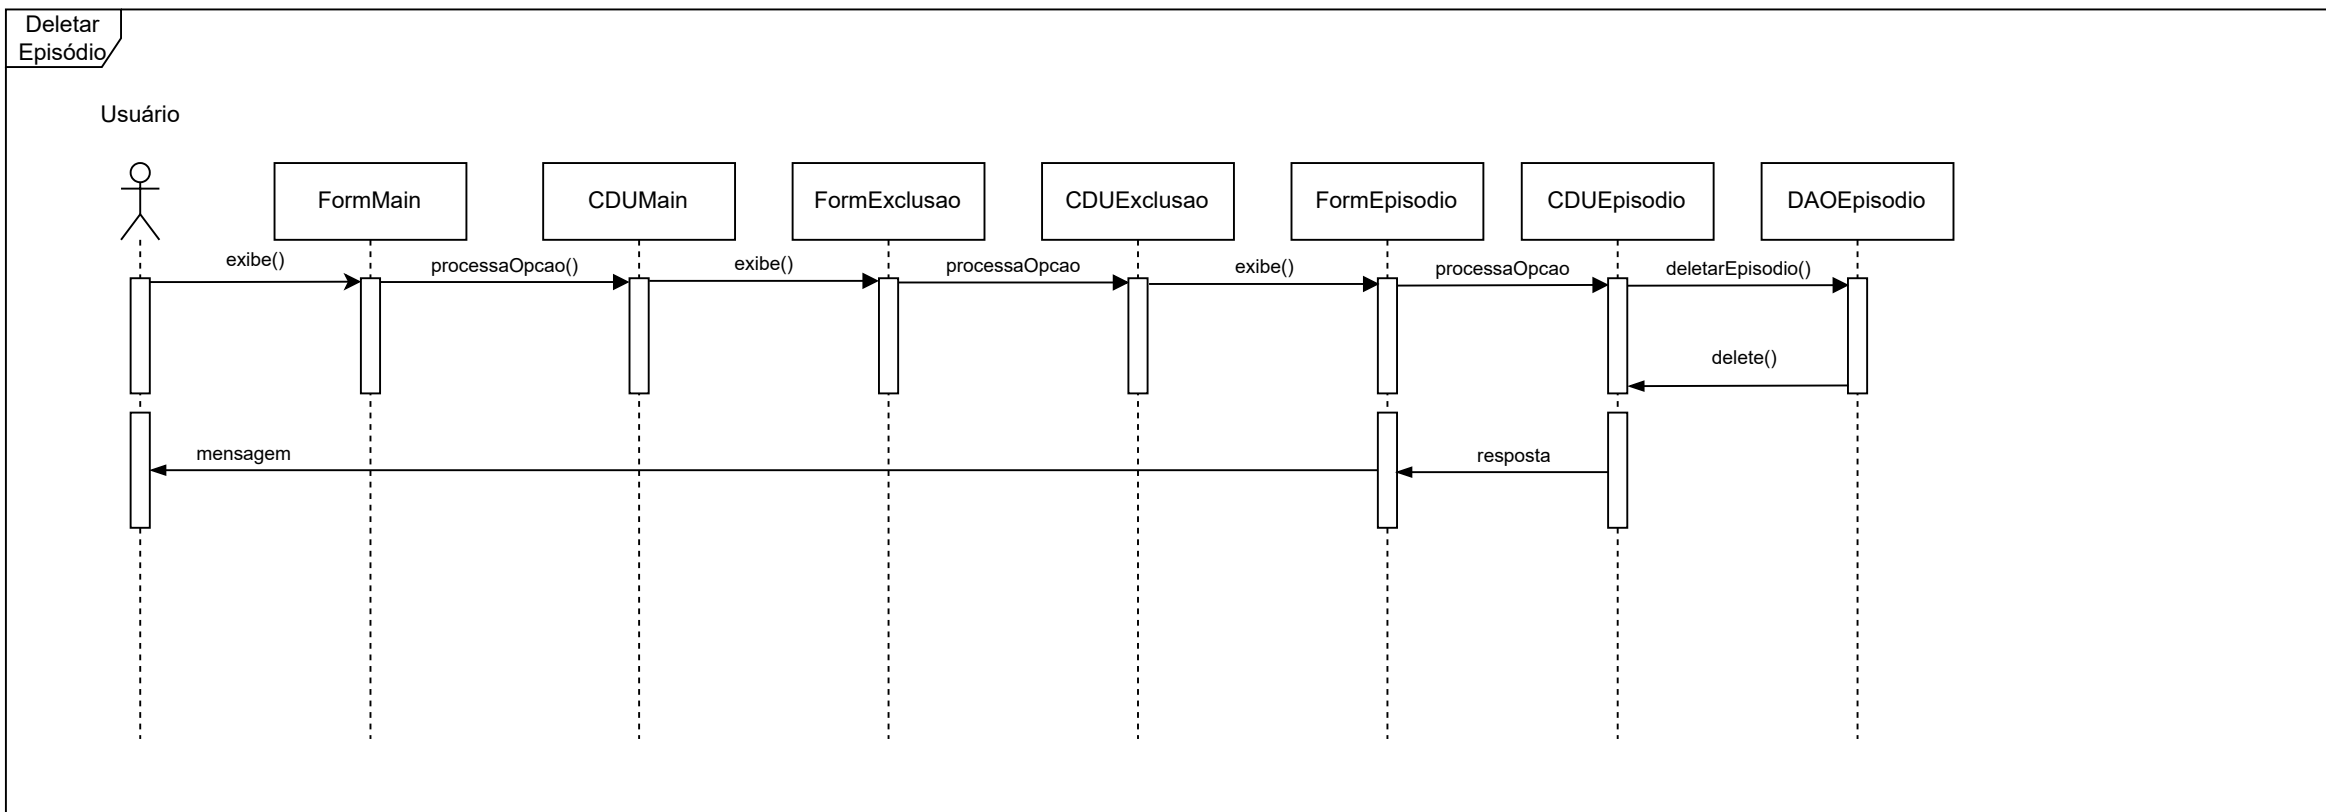 Deletar
Episódio
Usuário
FormMain
CDUMain
FormExclusao
CDUExclusao
FormEpisodio
CDUEpisodio
DAOEpisodio
exibe()
processaOpcao()
exibe()
processaOpcao
exibe()
processaOpcao
deletarEpisodio()
delete()
mensagem
resposta